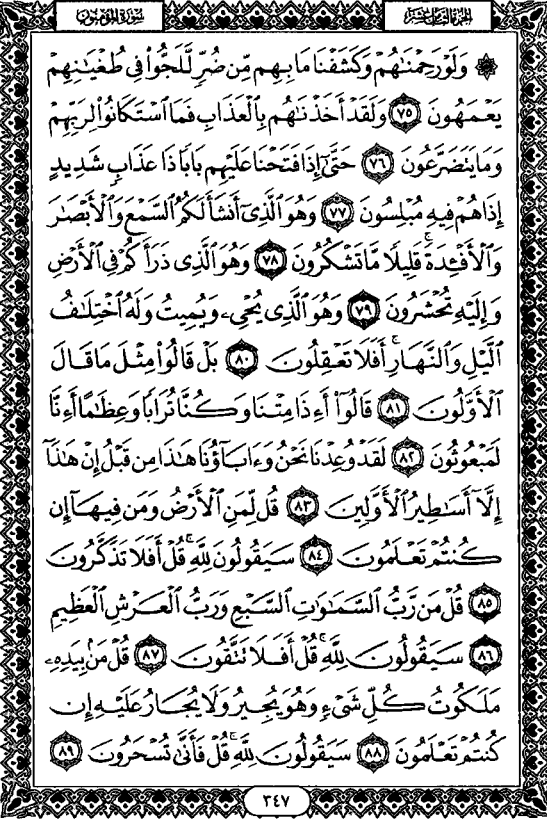 الجزء الثامن عشر
سورة المؤمنون
۞ وَلَوْ رَحِمْنَٰهُمْ وَكَشَفْنَا مَا بِهِم مِّن ضُرٍّ لَّلَجُّوا۟ فِى طُغْيَٰنِهِمْ
يَعْمَهُونَ ٧٥ وَلَقَدْ أَخَذْنَٰهُم بِٱلْعَذَابِ فَمَا ٱسْتَكَانُوا۟ لِرَبِّهِمْ
وَمَا يَتَضَرَّعُونَ ٧٦ حَتَّىٰٓ إِذَا فَتَحْنَا عَلَيْهِم بَابًا ذَا عَذَابٍ شَدِيدٍ
إِذَا هُمْ فِيهِ مُبْلِسُونَ ٧٧ وَهُوَ ٱلَّذِىٓ أَنشَأَ لَكُمُ ٱلسَّمْعَ وَٱلْأَبْصَٰرَ
وَٱلْأَفْـِٔدَةَ ۚ قَلِيلًا مَّا تَشْكُرُونَ ٧٨ وَهُوَ ٱلَّذِى ذَرَأَكُمْ فِى ٱلْأَرْضِ
وَإِلَيْهِ تُحْشَرُونَ ٧٩ وَهُوَ ٱلَّذِى يُحْىِۦ وَيُمِيتُ وَلَهُ ٱخْتِلَٰفُ
ٱلَّيْلِ وَٱلنَّهَارِ ۚ أَفَلَا تَعْقِلُونَ ٨٠ بَلْ قَالُوا۟ مِثْلَ مَا قَالَ
ٱلْأَوَّلُونَ ٨١ قَالُوٓا۟ أَءِذَا مِتْنَا وَكُنَّا تُرَابًا وَعِظَٰمًا أَءِنَّا
لَمَبْعُوثُونَ ٨٢ لَقَدْ وُعِدْنَا نَحْنُ وَءَابَآؤُنَا هَٰذَا مِن قَبْلُ إِنْ هَٰذَآ
إِلَّآ أَسَٰطِيرُ ٱلْأَوَّلِينَ ٨٣ قُل لِّمَنِ ٱلْأَرْضُ وَمَن فِيهَآ إِن
كُنتُمْ تَعْلَمُونَ ٨٤ سَيَقُولُونَ لِلَّهِ ۚ قُلْ أَفَلَا تَذَكَّرُونَ
٨٥ قُلْ مَن رَّبُّ ٱلسَّمَٰوَٰتِ ٱلسَّبْعِ وَرَبُّ ٱلْعَرْشِ ٱلْعَظِيمِ
٨٦ سَيَقُولُونَ لِلَّهِ ۚ قُلْ أَفَلَا تَتَّقُونَ ٨٧ قُلْ مَنۢ بِيَدِهِۦ
مَلَكُوتُ كُلِّ شَىْءٍ وَهُوَ يُجِيرُ وَلَا يُجَارُ عَلَيْهِ إِن
كُنتُمْ تَعْلَمُونَ ٨٨ سَيَقُولُونَ لِلَّهِ ۚ قُلْ فَأَنَّىٰ تُسْحَرُونَ ٨٩
٣٤٧